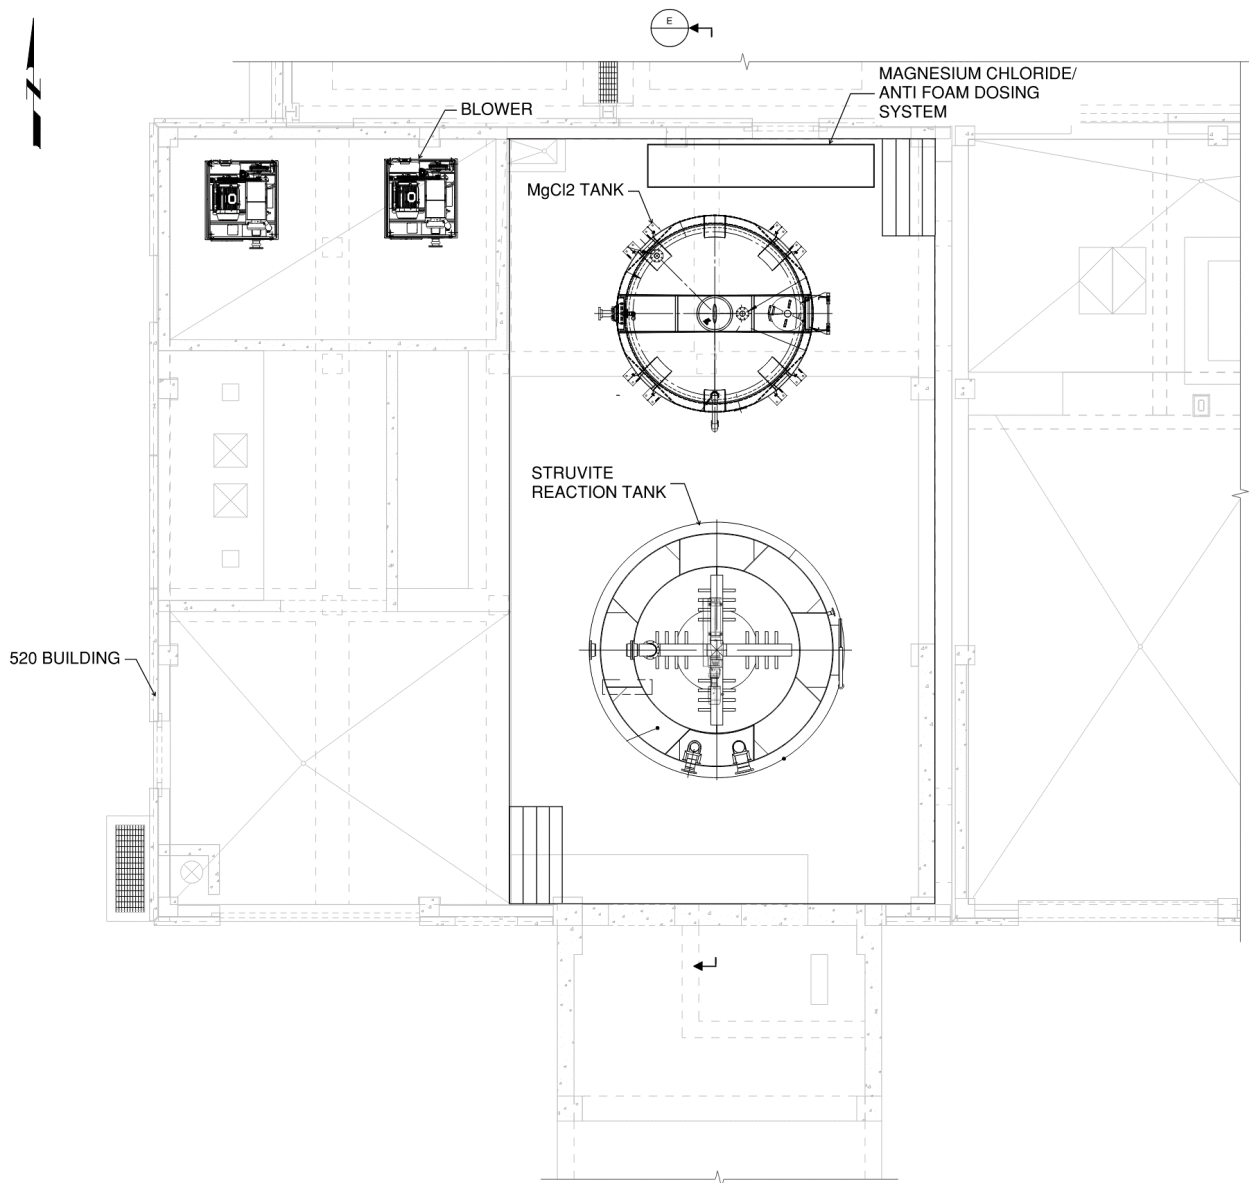 N
E
MAGNESIUM CHLORIDE/
ANTI FOAM DOSING
SYSTEM
BLOWER
MgCl2 TANK
STRUVITE
REACTION TANK
520 BUILDING